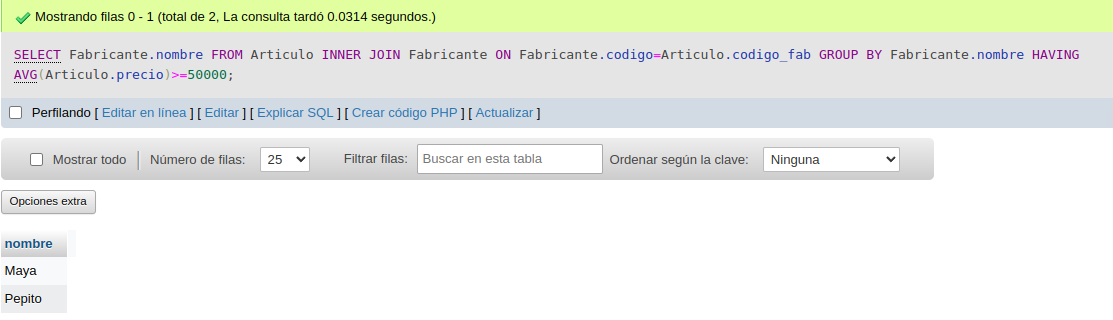 Mostrando filas 0 - 1 (total de 2, La consulta tardó 0.0314 segundos.)
SELECT Fabricante.nombre FROM Articulo INNER JOIN Fabricante ON Fabricante.codigo=Articulo.codigo_fab GROUP BY Fabricante.nombre HAVING
AVG(Articulo.precio)>=50000;
Perfilando [ Editar en línea ] [ Editar ] [ Explicar SQL ] [ Crear código PHP ] [ Actualizar ]
Mostrar todo Número de filas: 25 Filtrar filas: Buscar en esta tabla Ordenar según la clave: Ninguna
Opciones extra
nombre
Maya
Pepito